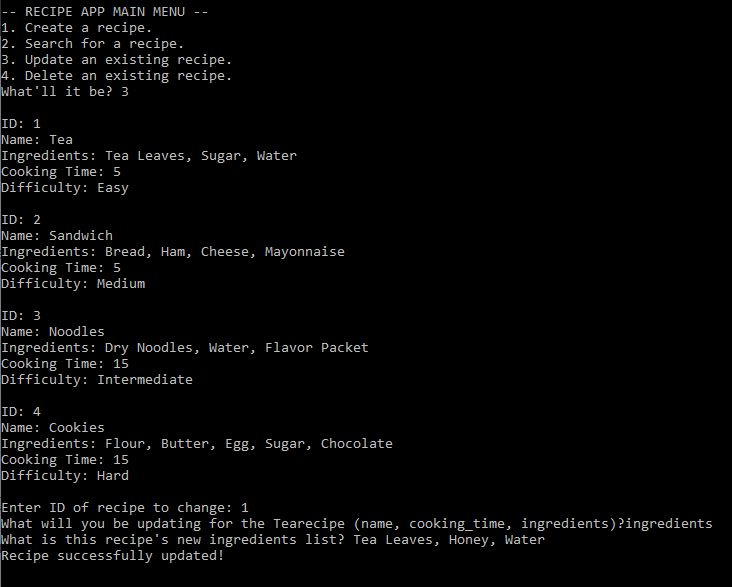 -- RECIPE APP MAIN MENU --
1. Create a recipe.
2. Search for a recipe.
3. Update an existing recipe.
4. Delete an existing recipe.
What'll it be? 3
ID: 1
Name: Tea
Ingredients: Tea Leaves, Sugar, Water
Cooking Time: 5
Difficulty: Easy
ID: 2
Name: Sandwich
Ingredients: Bread, Ham, Cheese, Mayonnaise
Cooking Time: 5
Difficulty: Medium
ID: 3
Name: Noodles
Ingredients: Dry Noodles, Water, Flavor Packet
Cooking Time: 15
Difficulty: Intermediate
ID: 4
Name: Cookies
Ingredients: Flour, Butter, Egg, Sugar, Chocolate
Cooking Time: 15
Difficulty: Hard
Enter ID of recipe to change: 1
What will you be updating for the Tearecipe (name, cooking_time, ingredients)?ingredients
What is this recipe's new ingredients list? Tea Leaves, Honey, Water
Recipe successfully updated!